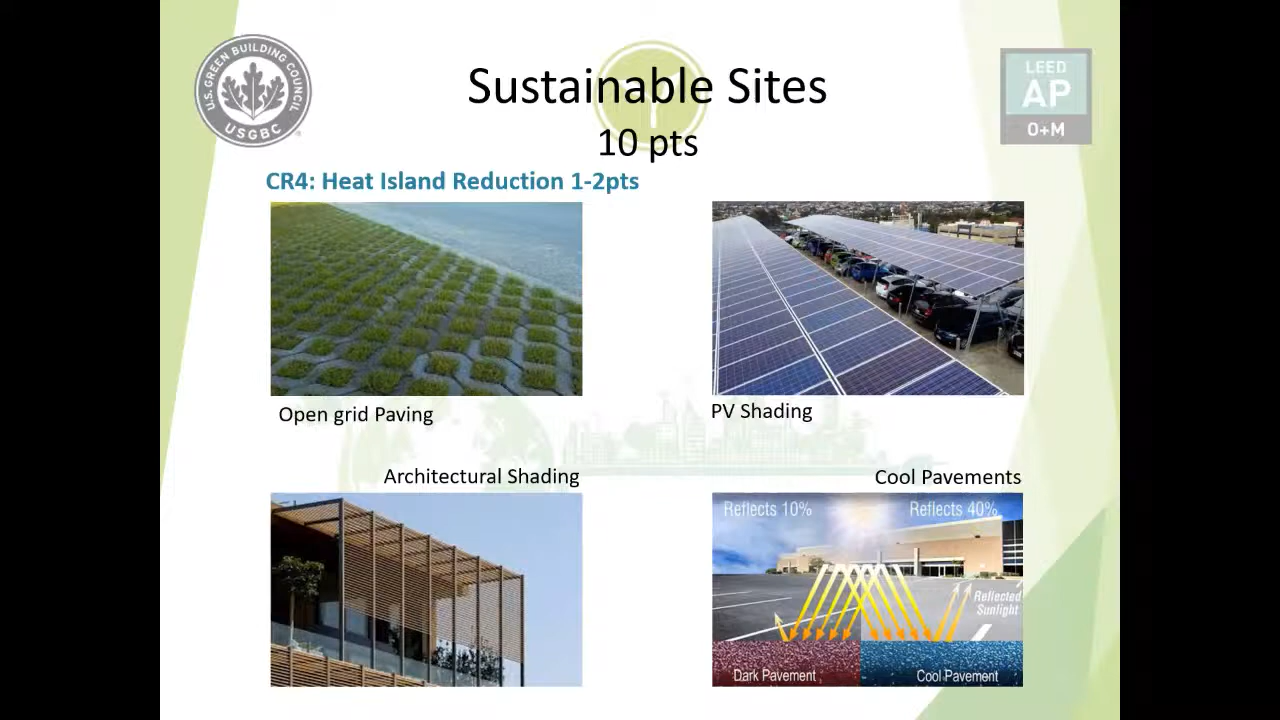 U.S. GREEN BUILDING COUNCIL
USGBC
Sustainable Sites
10 pts
LEED
AP
O+M
CR4: Heat Island Reduction 1-2pts
Open grid Paving
PV Shading
Architectural Shading
Cool Pavements
Reflects 10%
Reflects 40%
Reflected
Sunlight
Dark Pavement
Cool Pavement